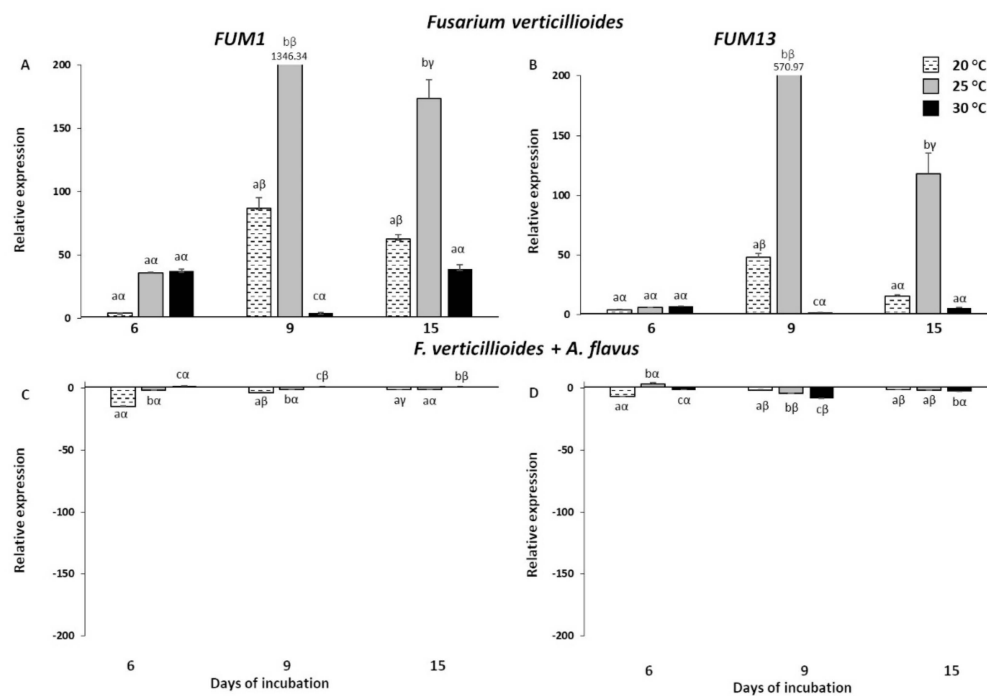 Fusarium verticillioides
FUM1
FUM13
A
Relative expression
200
150
100
50
0
aα
aα
aα
aβ
bβ
1346.34
cα
aβ
bγ
aα
6
9
15
B
Relative expression
200
150
100
50
0
aα
aα
aα
aβ
bβ
570.97
cα
aα
bγ
aα
6
9
15
20 °C
25 °C
30 °C
F. verticillioides + A. flavus
C
Relative expression
0
-50
-100
-150
-200
aα
bα
cα
aβ
bα
cβ
aγ
aα
bβ
6
9
15
Days of incubation
D
Relative expression
0
-50
-100
-150
-200
aα
bα
cα
aβ
bβ
cβ
aβ
aβ
bα
6
9
15
Days of incubation